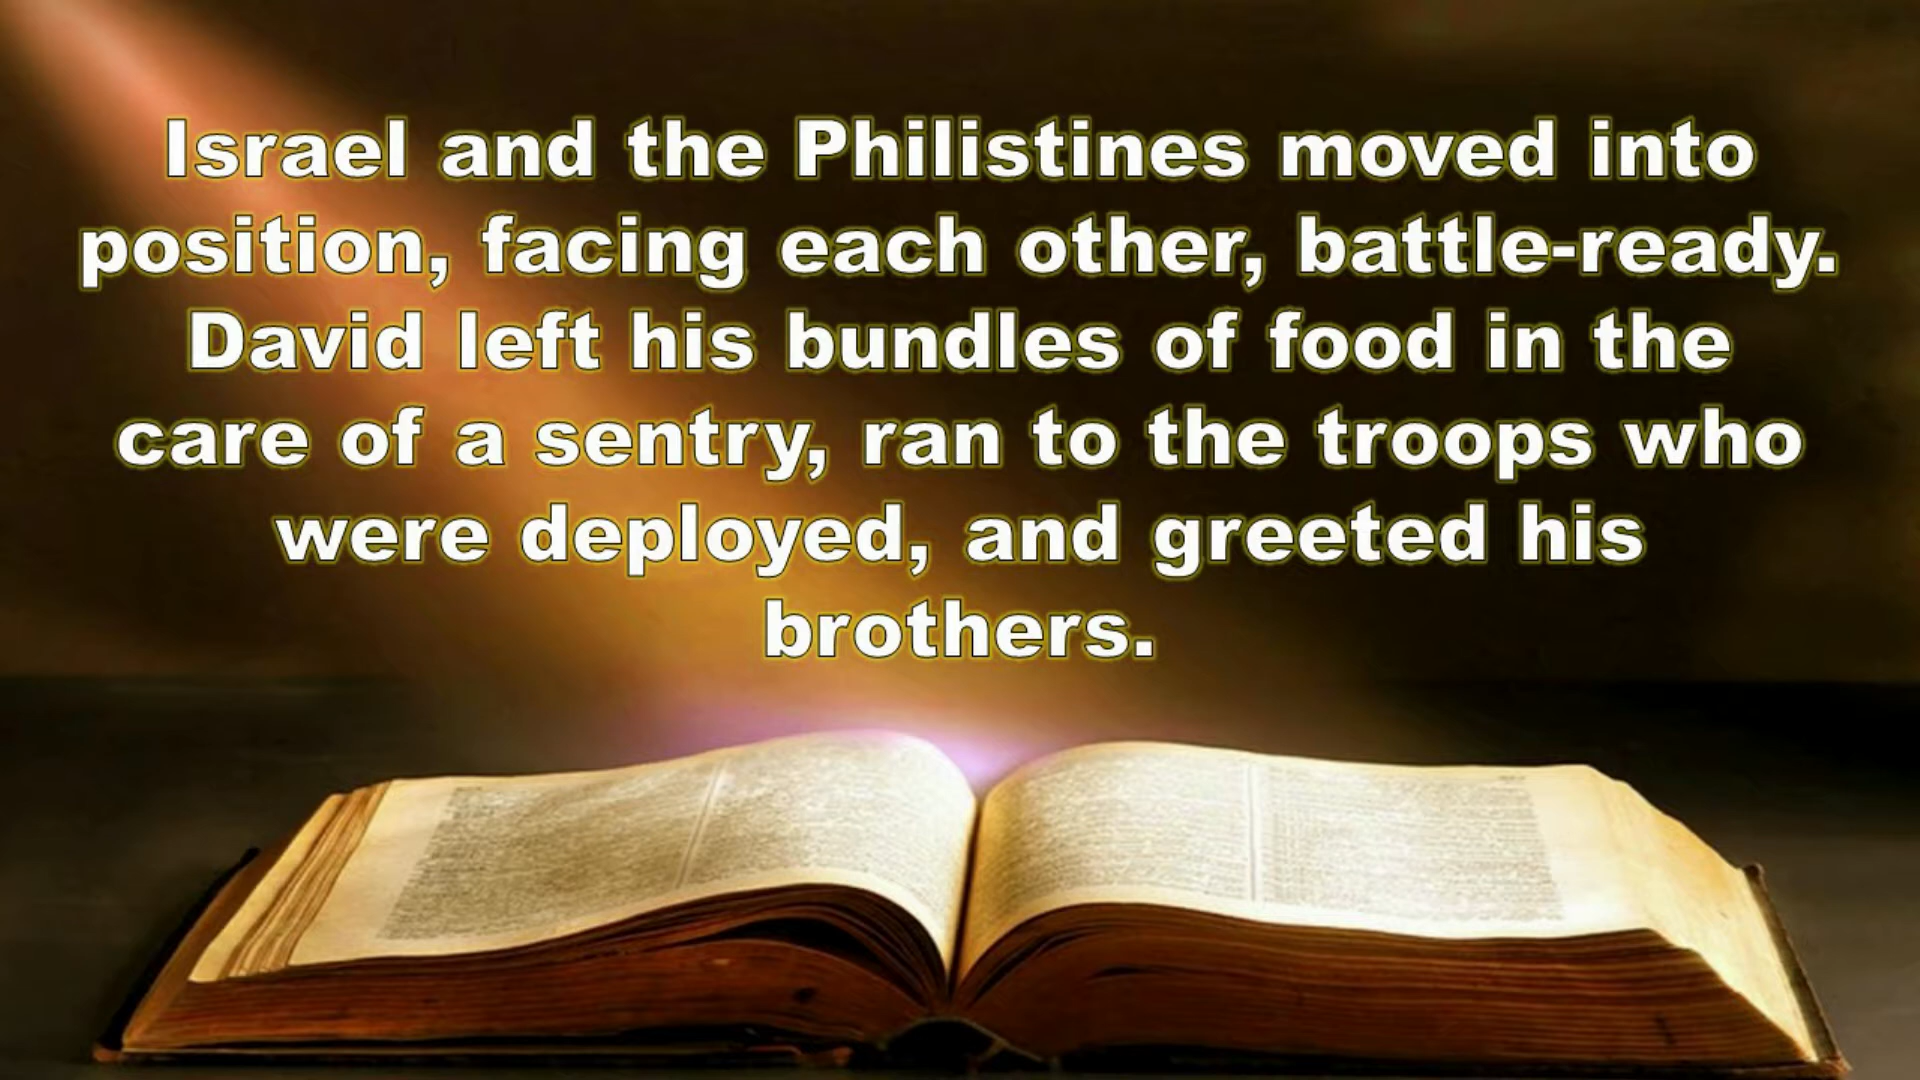 Israel and the Philistines moved into
position, facing each other, battle-ready.
David left his bundles of food in the
care of a sentry, ran to the troops who
were deployed, and greeted his
brothers.